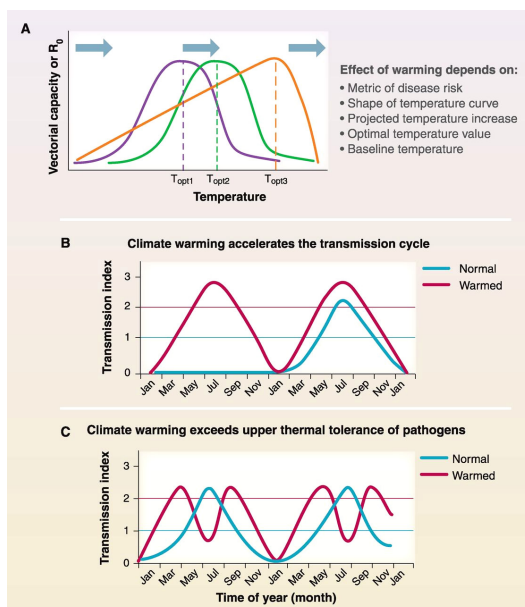 A
Vectorial capacity or R0
Topt1 Topt2 Topt3
Temperature
Effect of warming depends on:
• Metric of disease risk
• Shape of temperature curve
• Projected temperature increase
• Optimal temperature value
• Baseline temperature
B Climate warming accelerates the transmission cycle
Transmission index
3
2
1
0
Jan Mar May Jul Sep Nov Jan Mar May Jul Sep Nov Jan
Normal
Warmed
C Climate warming exceeds upper thermal tolerance of pathogens
Transmission index
3
2
1
0
Jan Mar May Jul Sep Nov Jan Mar May Jul Sep Nov Jan
Time of year (month)
Normal
Warmed